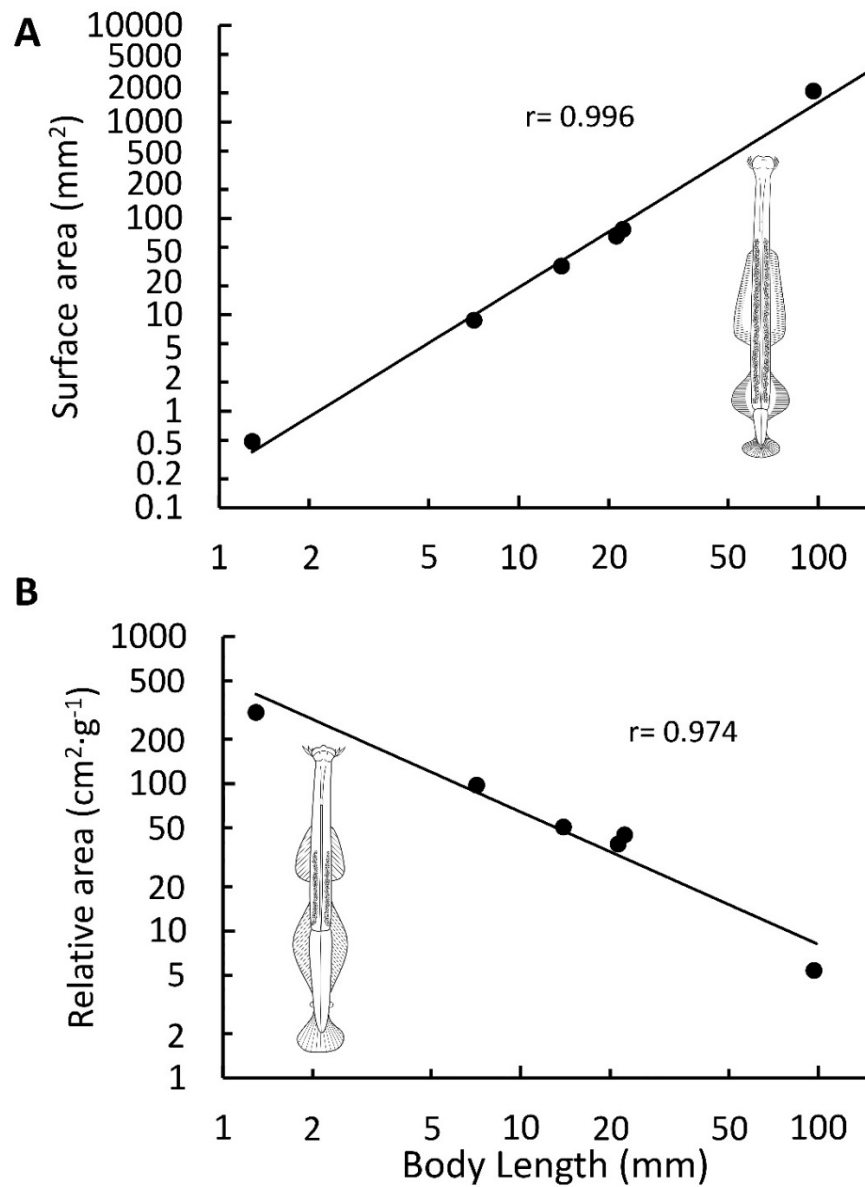 A
Surface area (mm²)
10000
5000
2000
1000
500
200
100
50
20
10
5
2
1
0.5
0.2
0.1
r= 0.996
1 2 5 10 20 50 100
B
Relative area (cm²·g⁻¹)
1000
500
200
100
50
20
10
5
2
1
r= 0.974
1 2 5 10 20 50 100
Body Length (mm)